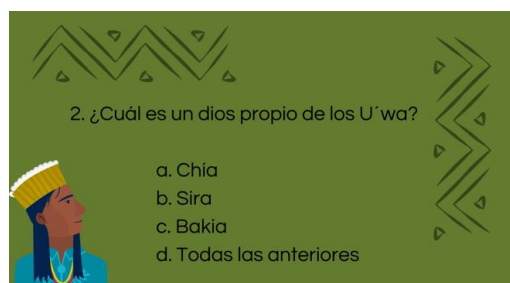 2. ¿Cuál es un dios propio de los U´wa?
a. Chía
b. Sira
c. Bakia
d. Todas las anteriores